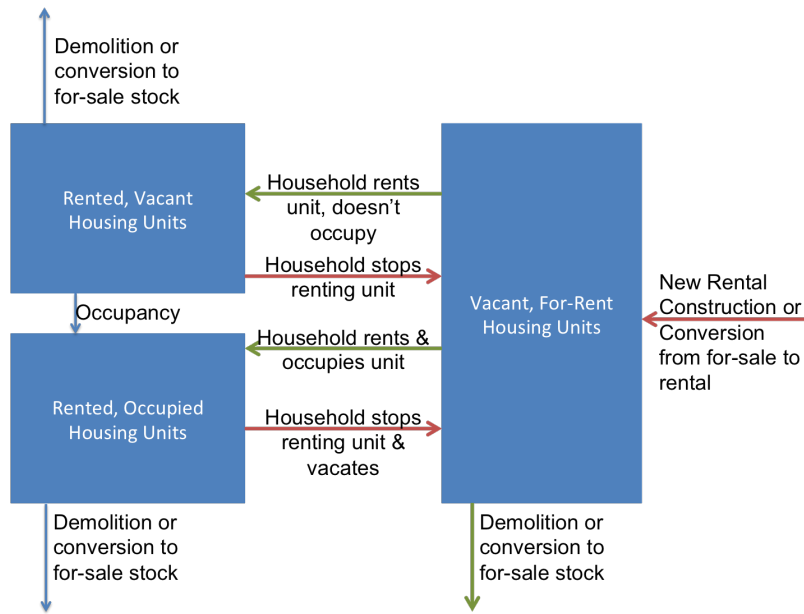 Demolition or
conversion to
for-sale stock
Rented, Vacant
Housing Units
Household rents
unit, doesn't
occupy
Household stops
renting unit
Occupancy
Household rents &
occupies unit
Rented, Occupied
Housing Units
Household stops
renting unit &
vacates
Vacant, For-Rent
Housing Units
New Rental
Construction or
Conversion
from for-sale to
rental
Demolition or
conversion to
for-sale stock
Demolition or
conversion to
for-sale stock